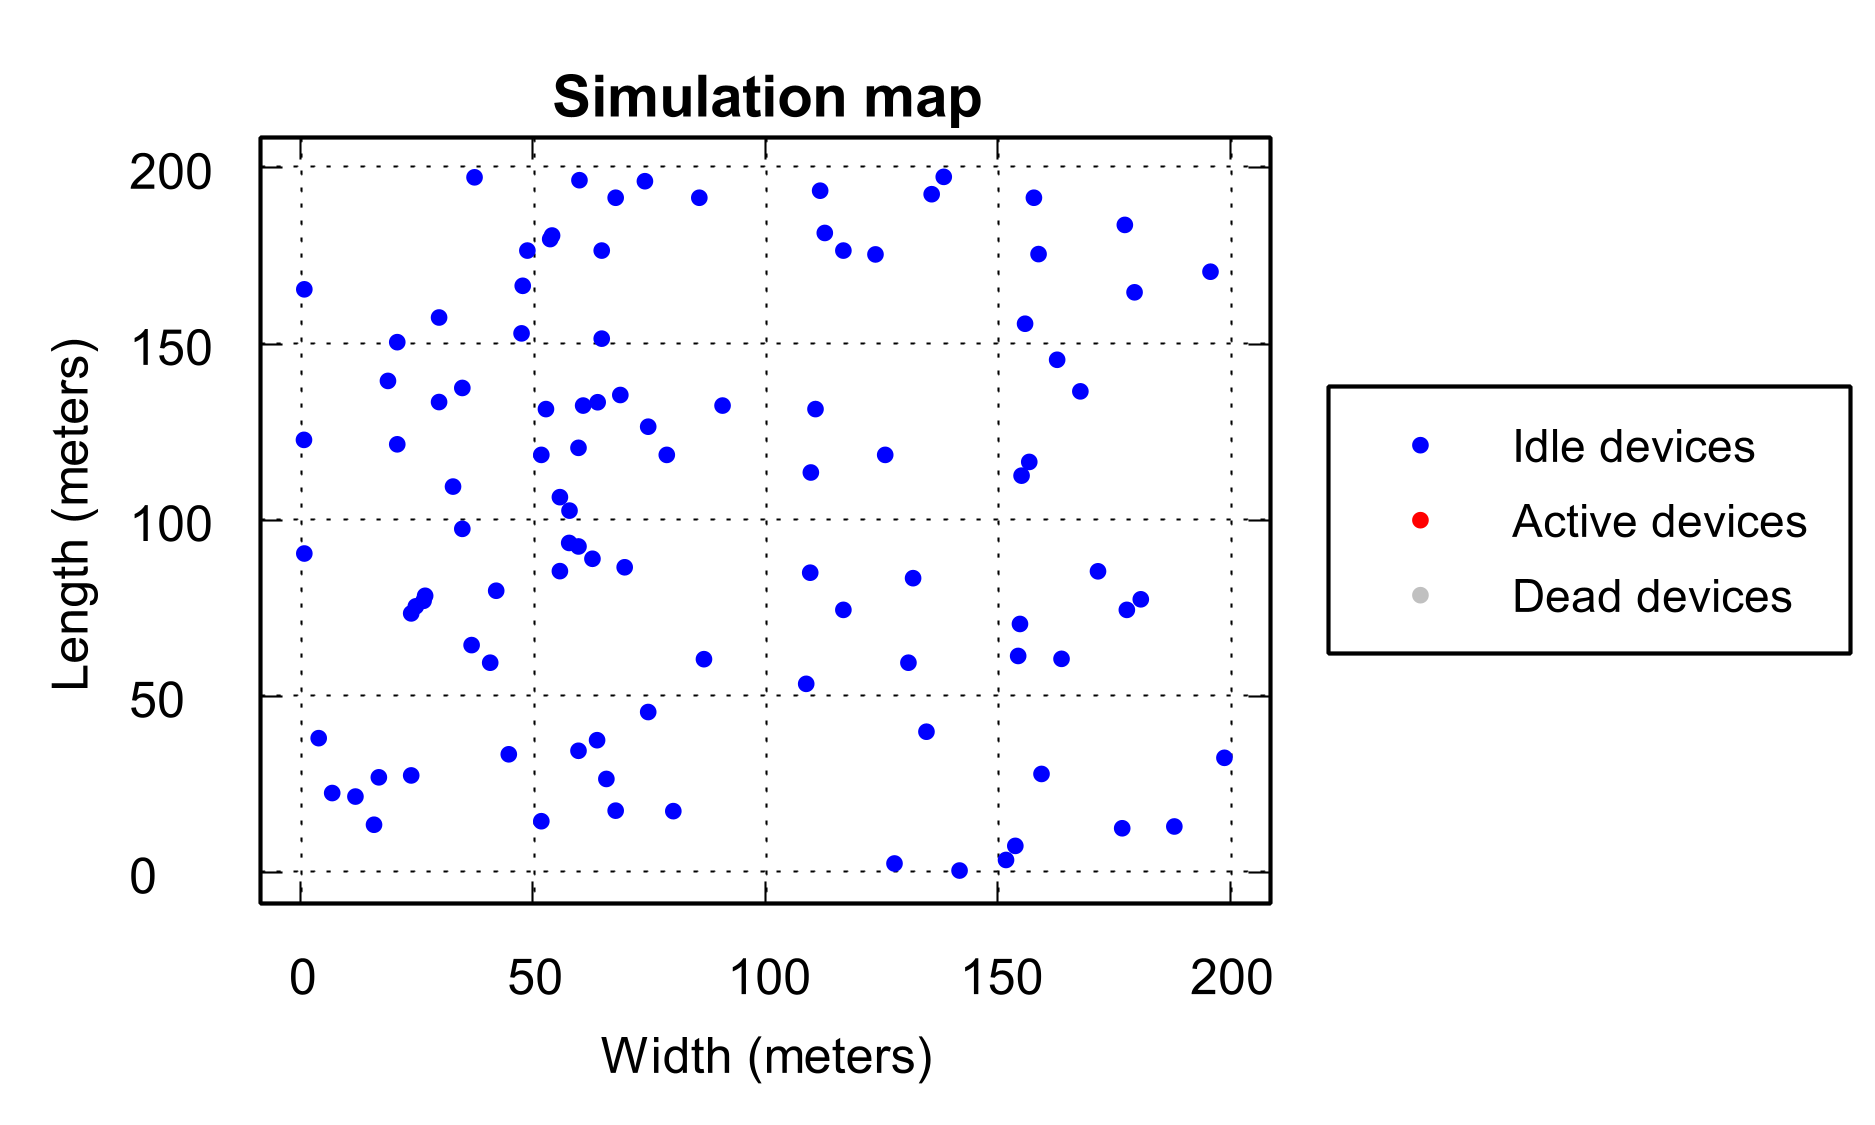 Simulation map
200
150
100
50
0
Length (meters)
0 50 100 150 200
Width (meters)
Idle devices
Active devices
Dead devices